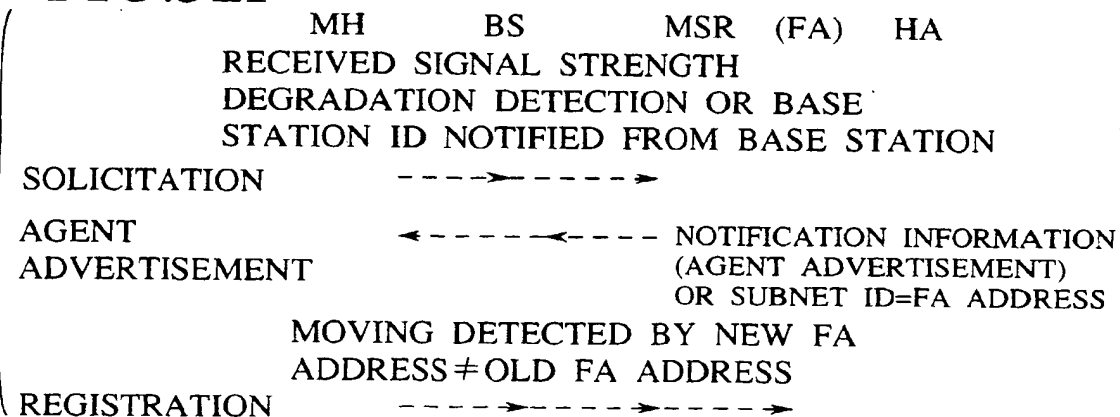 MH BS MSR (FA) HA
RECEIVED SIGNAL STRENGTH
DEGRADATION DETECTION OR BASE
STATION ID NOTIFIED FROM BASE STATION
SOLICITATION
AGENT
ADVERTISEMENT
NOTIFICATION INFORMATION
(AGENT ADVERTISEMENT)
OR SUBNET ID=FA ADDRESS
MOVING DETECTED BY NEW FA
ADDRESS≠OLD FA ADDRESS
REGISTRATION